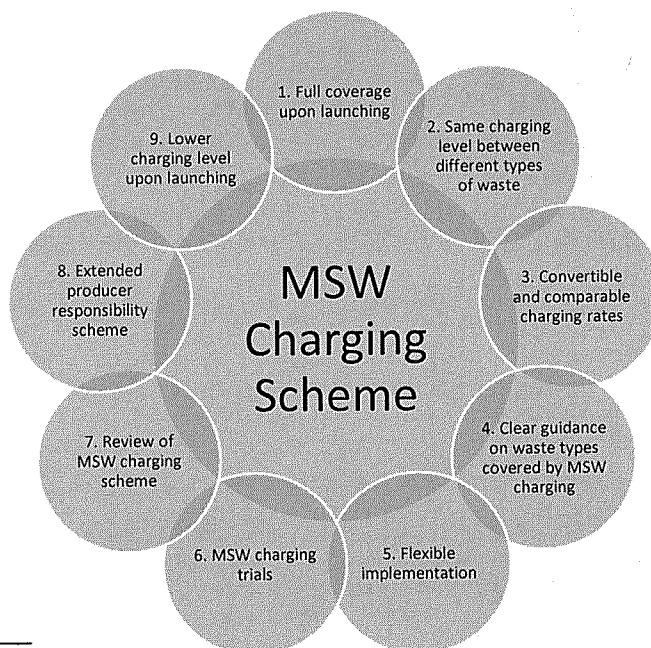 1. Full coverage
upon launching
2. Same charging
level between
different types
of waste
3. Convertible
and comparable
charging rates
4. Clear guidance
on waste types
covered by MSW
charging
5. Flexible
implementation
6. MSW charging
trials
7. Review of
MSW charging
scheme
8. Extended
producer
responsibility
scheme
9. Lower
charging level
upon launching
MSW
Charging
Scheme